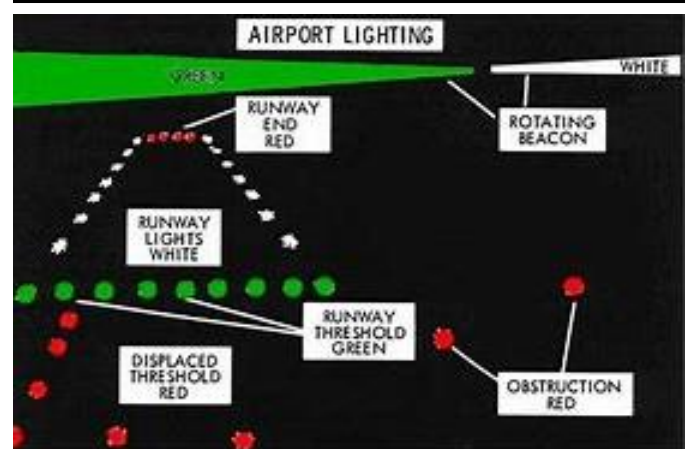 AIRPORT LIGHTING
GREEN
WHITE
RUNWAY
END
RED
ROTATING
BEACON
RUNWAY
LIGHTS
WHITE
RUNWAY
THRESHOLD
GREEN
DISPLACED
THRESHOLD
RED
OBSTRUCTION
RED